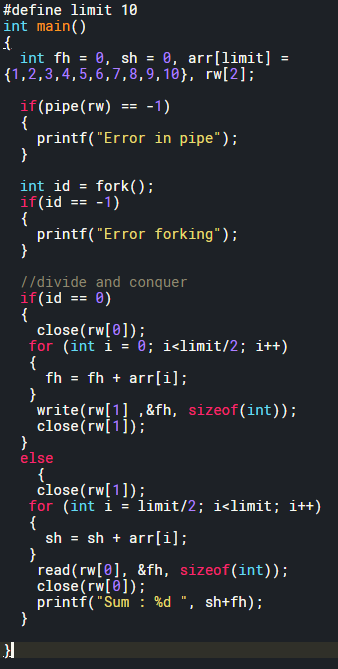 #define limit 10
int main()
{
  int fh = 0, sh = 0, arr[limit] =
{1,2,3,4,5,6,7,8,9,10}, rw[2];

  if(pipe(rw) == -1)
  {
    printf("Error in pipe");
  }

  int id = fork();
  if(id == -1)
  {
    printf("Error forking");
  }

  //divide and conquer
  if(id == 0)
  {
    close(rw[0]);
   for (int i = 0; i<limit/2; i++)
   {
     fh = fh + arr[i];
   }
    write(rw[1] ,&fh, sizeof(int));
    close(rw[1]);
  }
  else
    {
    close(rw[1]);
   for (int i = limit/2; i<limit; i++)
   {
     sh = sh + arr[i];
   }
    read(rw[0], &fh, sizeof(int));
    close(rw[0]);
    printf("Sum : %d ", sh+fh);
  }

}